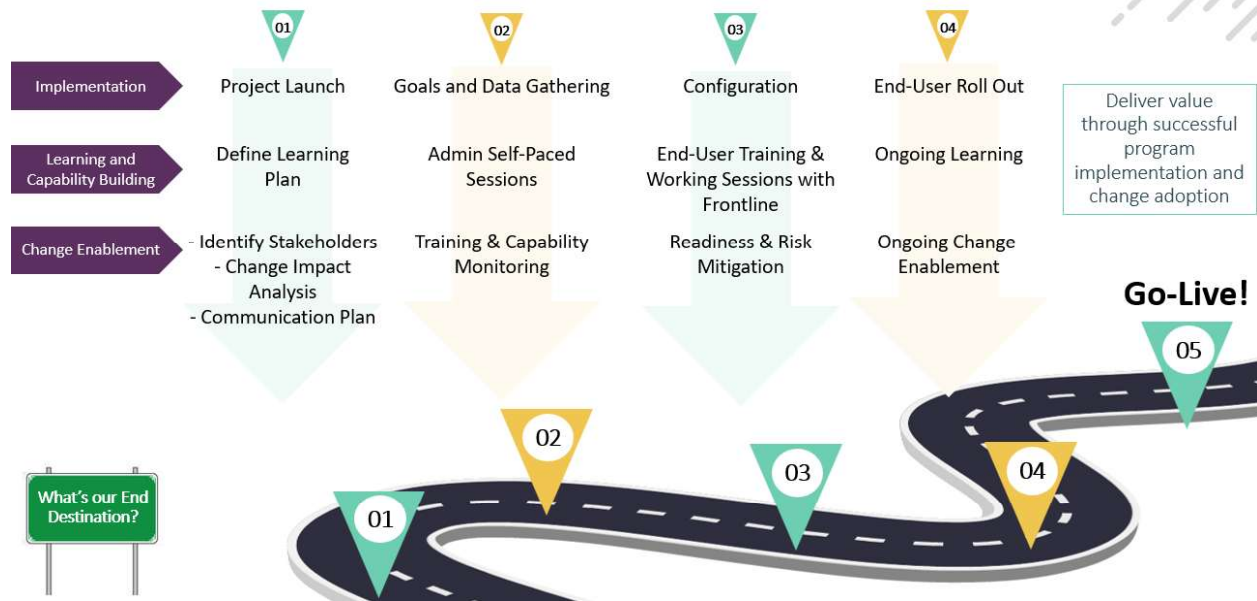 01
02
03
04
Implementation
Project Launch
Goals and Data Gathering
Configuration
End-User Roll Out
Deliver value
through successful
program
implementation and
change adoption
Learning and
Capability Building
Define Learning
Plan
Admin Self-Paced
Sessions
End-User Training &
Working Sessions with
Frontline
Ongoing Learning
Change Enablement
- Identify Stakeholders
- Change Impact
Analysis
- Communication Plan
Training & Capability
Monitoring
Readiness & Risk
Mitigation
Ongoing Change
Enablement
Go-Live!
05
02
03
04
01
What's our End
Destination?